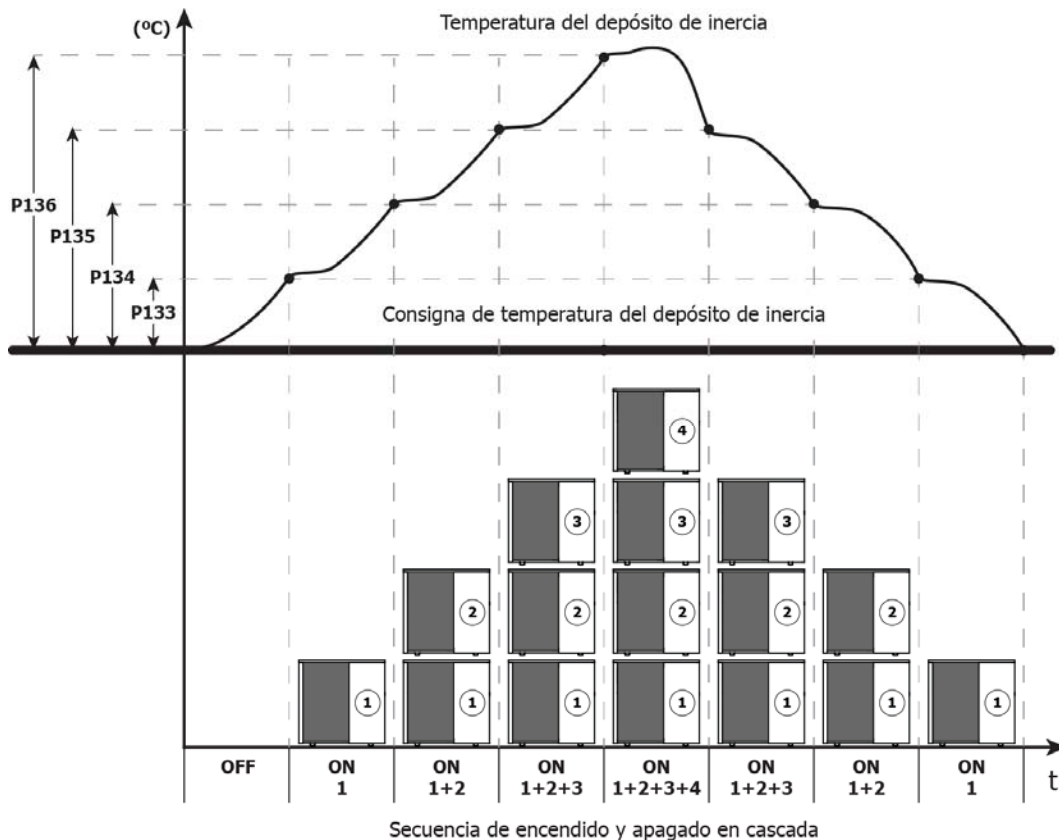 (ºC)
Temperatura del depósito de inercia
P136
P135
P134
P133
Consigna de temperatura del depósito de inercia
4
3 3 3
2 2 2 2 2
1 1 1 1 1 1 1
OFF ON ON ON ON ON ON ON
1 1+2 1+2+3 1+2+3+4 1+2+3 1+2 1
t
Secuencia de encendido y apagado en cascada